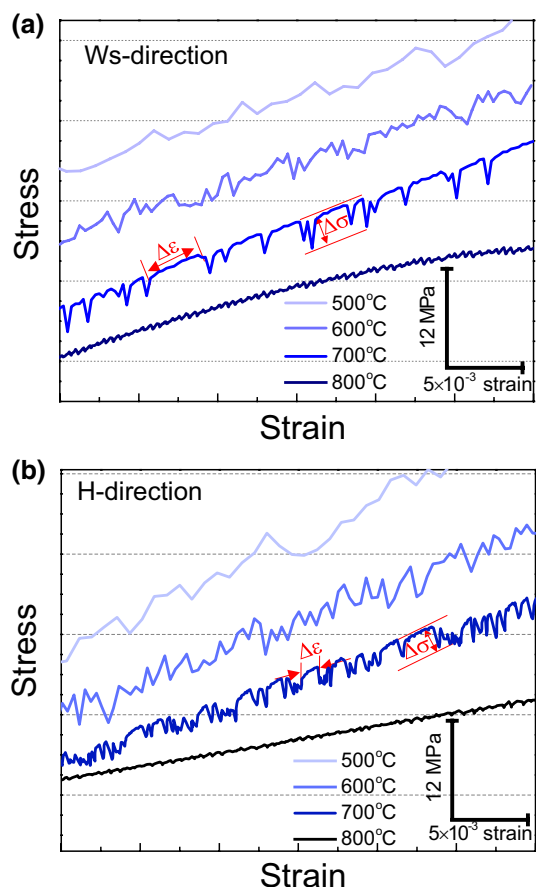 (a)
Ws-direction
Stress
Δε
Δσ
500°C
600°C
700°C
800°C
12 MPa
5×10⁻³ strain
Strain
(b)
H-direction
Stress
Δε
Δσ
500°C
600°C
700°C
800°C
12 MPa
5×10⁻³ strain
Strain